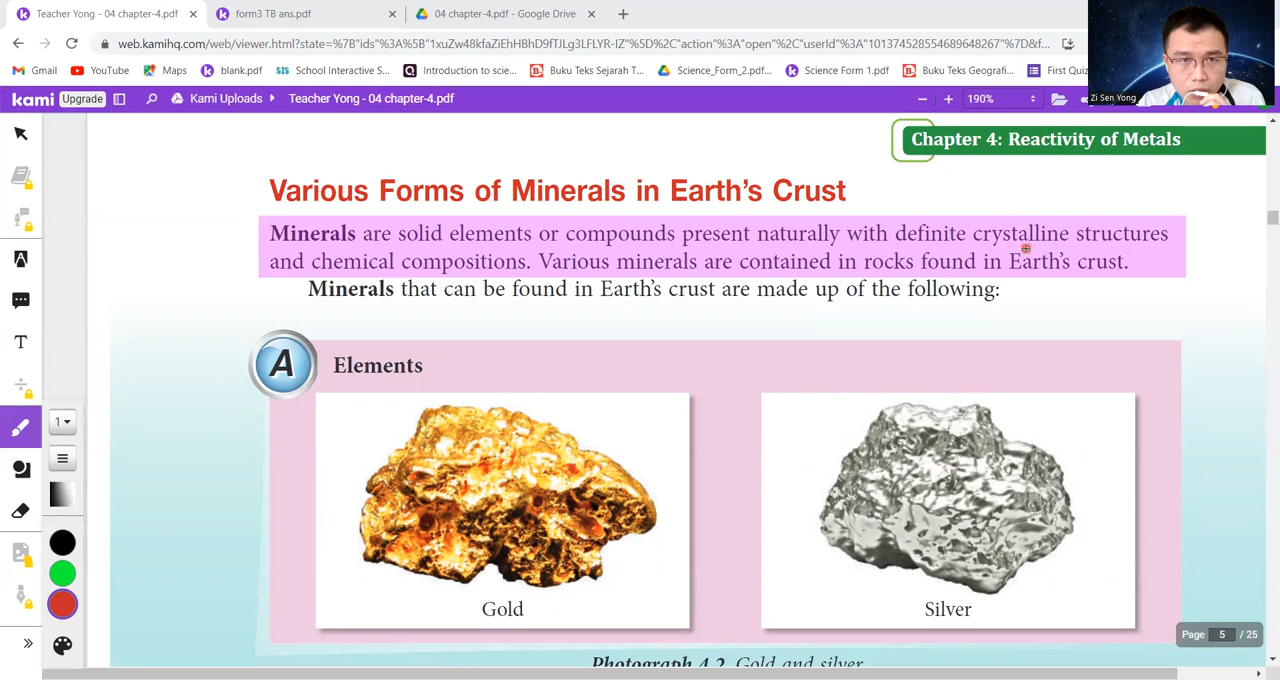 Teacher Yong - 04 chapter-4.pdf
form3 TB ans.pdf
04 chapter-4.pdf - Google Drive
web.kamihq.com/web/viewer.html?state=%7B"ids"%3A%5B"1xuZw48kfaZiEhHBhD9fTJLg3LFLYR-IZ"%5D%2C"action"%3A"open"%2C"userId"%3A"101374528554689648267"%7D&f...
Gmail
YouTube
Maps
blank.pdf
SIS School Interactive S...
Introduction to scie...
Buku Teks Sejarah T...
Science_Form_2.pdf...
Science Form 1.pdf
Buku Teks Geografi...
First Quiz
Zi Sen Yong
kami Upgrade
Kami Uploads
Teacher Yong - 04 chapter-4.pdf
190%
Chapter 4: Reactivity of Metals
Various Forms of Minerals in Earth's Crust
Minerals are solid elements or compounds present naturally with definite crystalline structures
and chemical compositions. Various minerals are contained in rocks found in Earth's crust.
Minerals that can be found in Earth's crust are made up of the following:
A Elements
1
Gold
Silver
Page 5 / 25
Photograph 4.2 Gold and silver